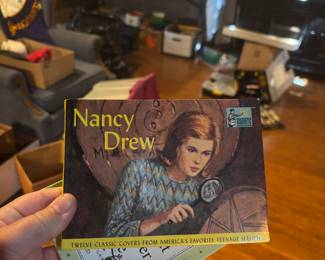 Nancy
Drew
TWELVE CLASSIC COVERS FROM AMERICA'S FAVORITE TEENAGE SLEUTH